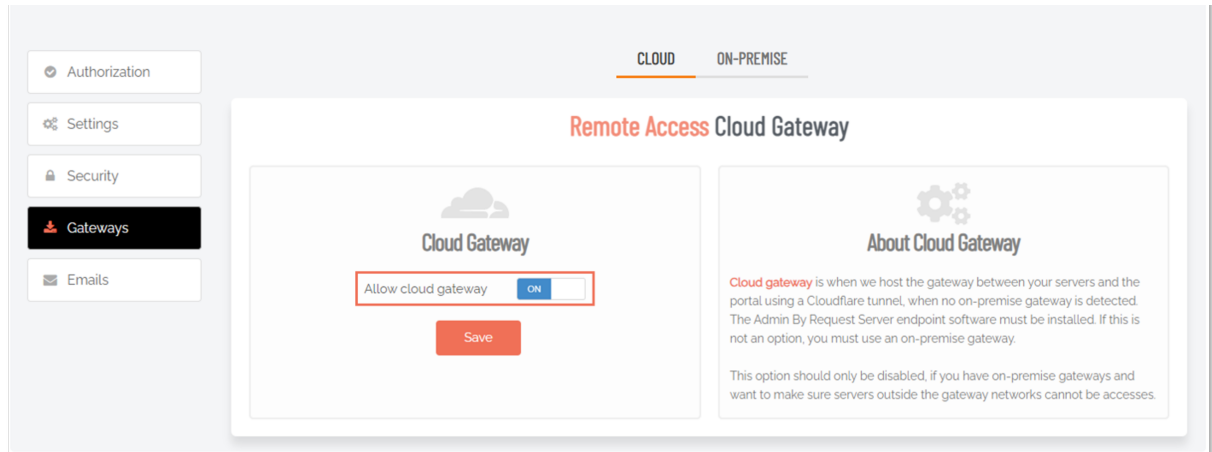 CLOUD ON-PREMISE
Authorization
Settings
Security
Gateways
Emails
Remote Access Cloud Gateway
Cloud Gateway
Allow cloud gateway ON
Save
About Cloud Gateway
Cloud gateway is when we host the gateway between your servers and the
portal using a Cloudflare tunnel, when no on-premise gateway is detected.
The Admin By Request Server endpoint software must be installed. If this is
not an option, you must use an on-premise gateway.
This option should only be disabled, if you have on-premise gateways and
want to make sure servers outside the gateway networks cannot be accesses.